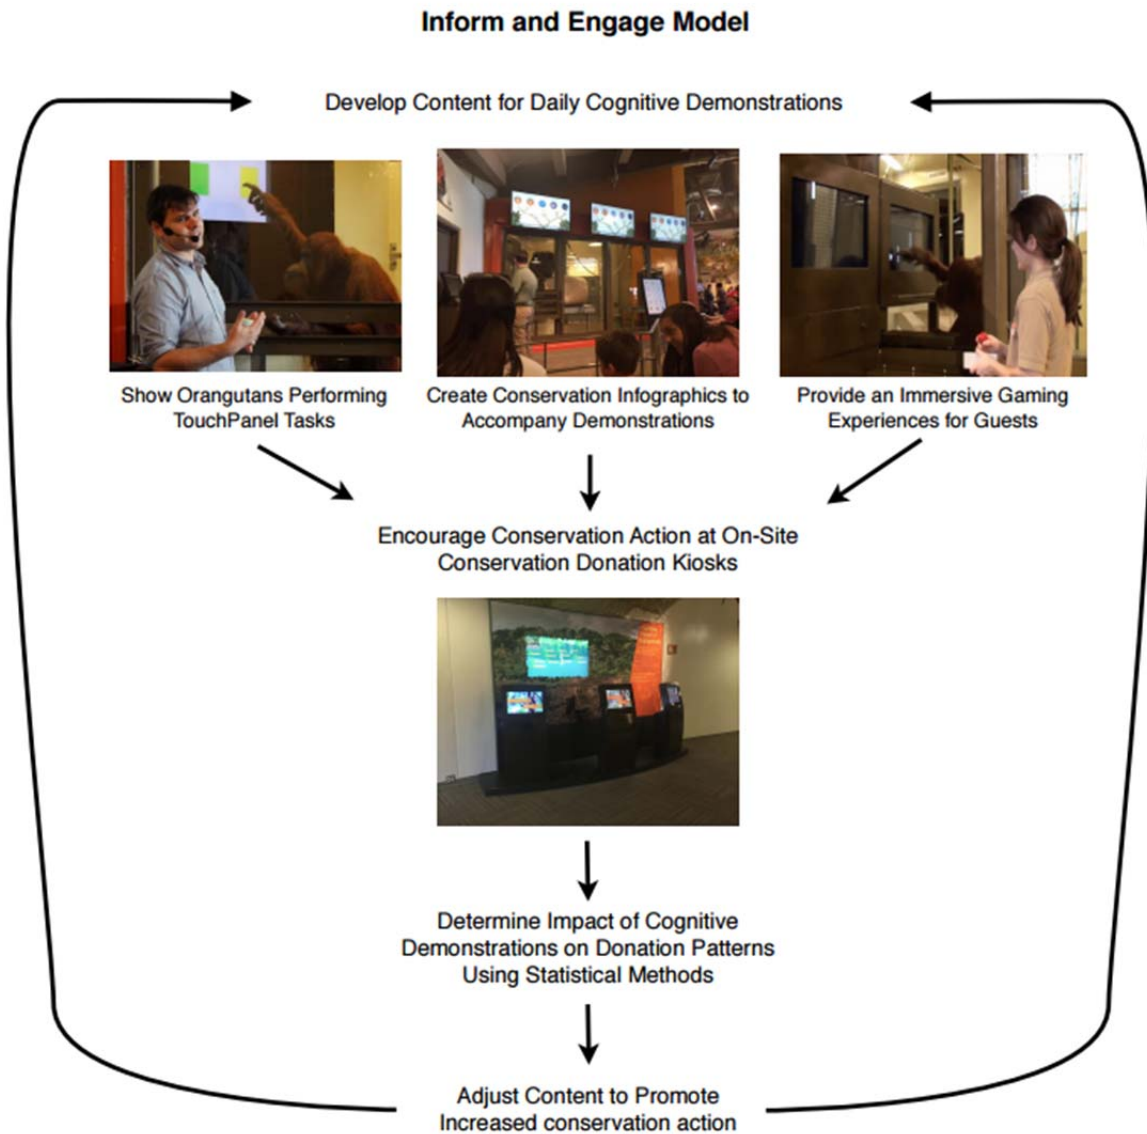 Inform and Engage Model
Develop Content for Daily Cognitive Demonstrations
Show Orangutans Performing
TouchPanel Tasks
Create Conservation Infographics to
Accompany Demonstrations
Provide an Immersive Gaming
Experiences for Guests
Encourage Conservation Action at On-Site
Conservation Donation Kiosks
Determine Impact of Cognitive
Demonstrations on Donation Patterns
Using Statistical Methods
Adjust Content to Promote
Increased conservation action